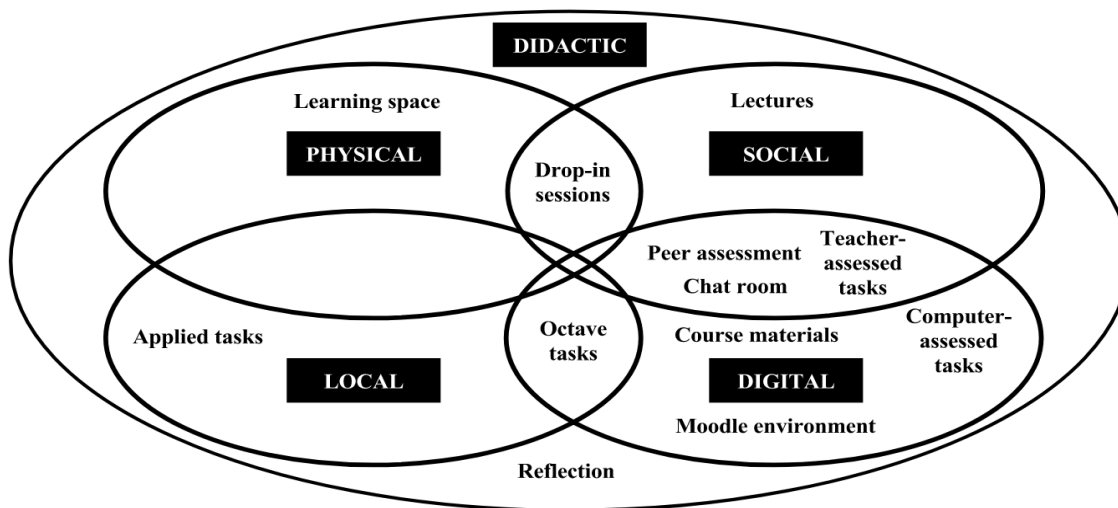 DIDACTIC
Learning space
Lectures
PHYSICAL
SOCIAL
Drop-in
sessions
Peer assessment
Chat room
Teacher-
assessed
tasks
Applied tasks
Octave
tasks
Course materials
Computer-
assessed
tasks
LOCAL
DIGITAL
Moodle environment
Reflection